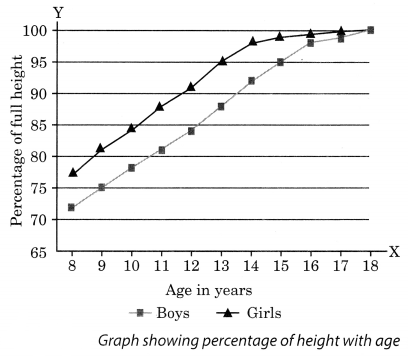 Y
100
95
90
85
80
75
70
65
Percentage of full height
8 9 10 11 12 13 14 15 16 17 18
X
Age in years
Boys Girls
Graph showing percentage of height with age